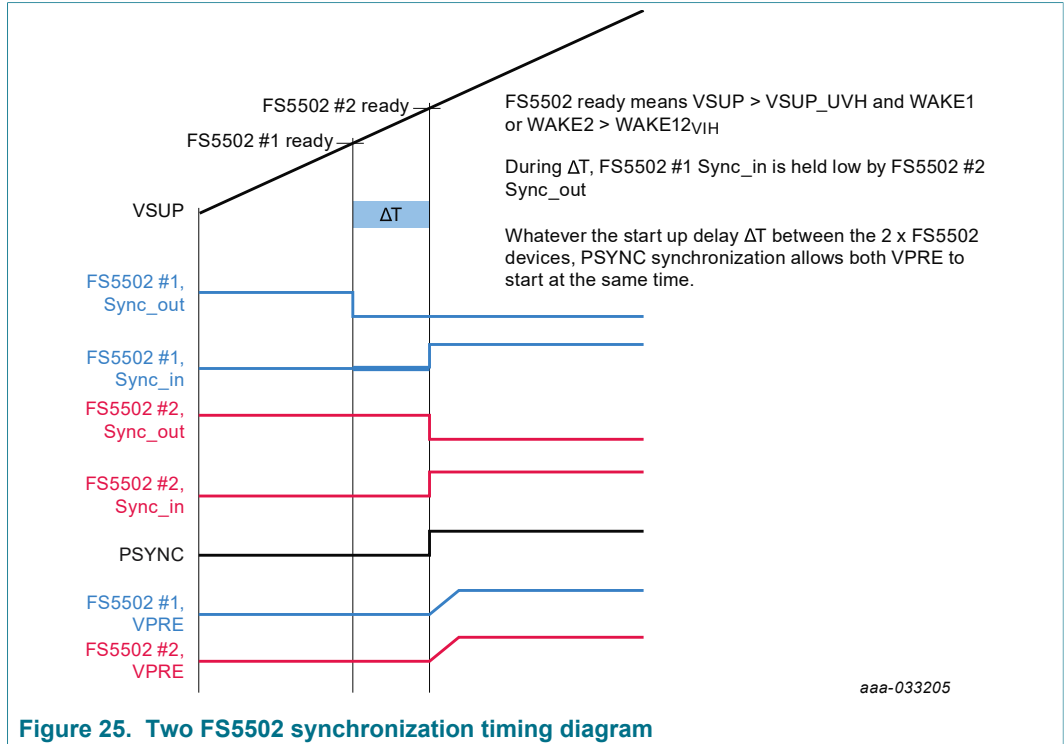 FS5502 #2 ready
FS5502 #1 ready
FS5502 ready means VSUP > VSUP_UVH and WAKE1
or WAKE2 > WAKE12VIH
During ΔT, FS5502 #1 Sync_in is held low by FS5502 #2
Sync_out
Whatever the start up delay ΔT between the 2 x FS5502
devices, PSYNC synchronization allows both VPRE to
start at the same time.
VSUP
ΔT
FS5502 #1,
Sync_out
FS5502 #1,
Sync_in
FS5502 #2,
Sync_out
FS5502 #2,
Sync_in
PSYNC
FS5502 #1,
VPRE
FS5502 #2,
VPRE
aaa-033205
Figure 25. Two FS5502 synchronization timing diagram